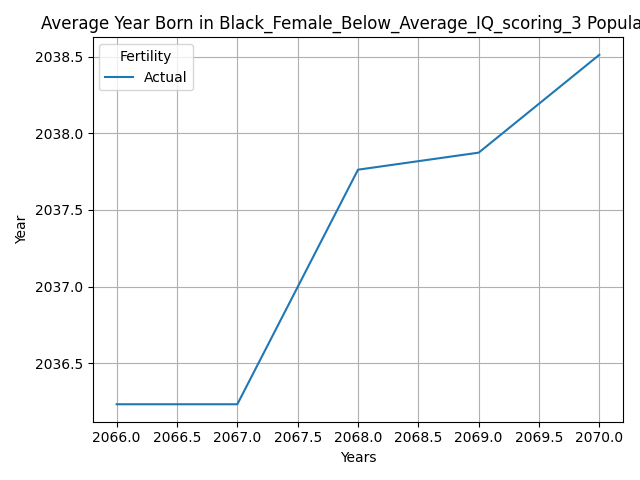 Average Year Born in Black_Female_Below_Average_IQ_scoring_3 Popula
Fertility
Actual
2038.5
2038.0
2037.5
2037.0
2036.5
Year
2066.0 2066.5 2067.0 2067.5 2068.0 2068.5 2069.0 2069.5 2070.0
Years